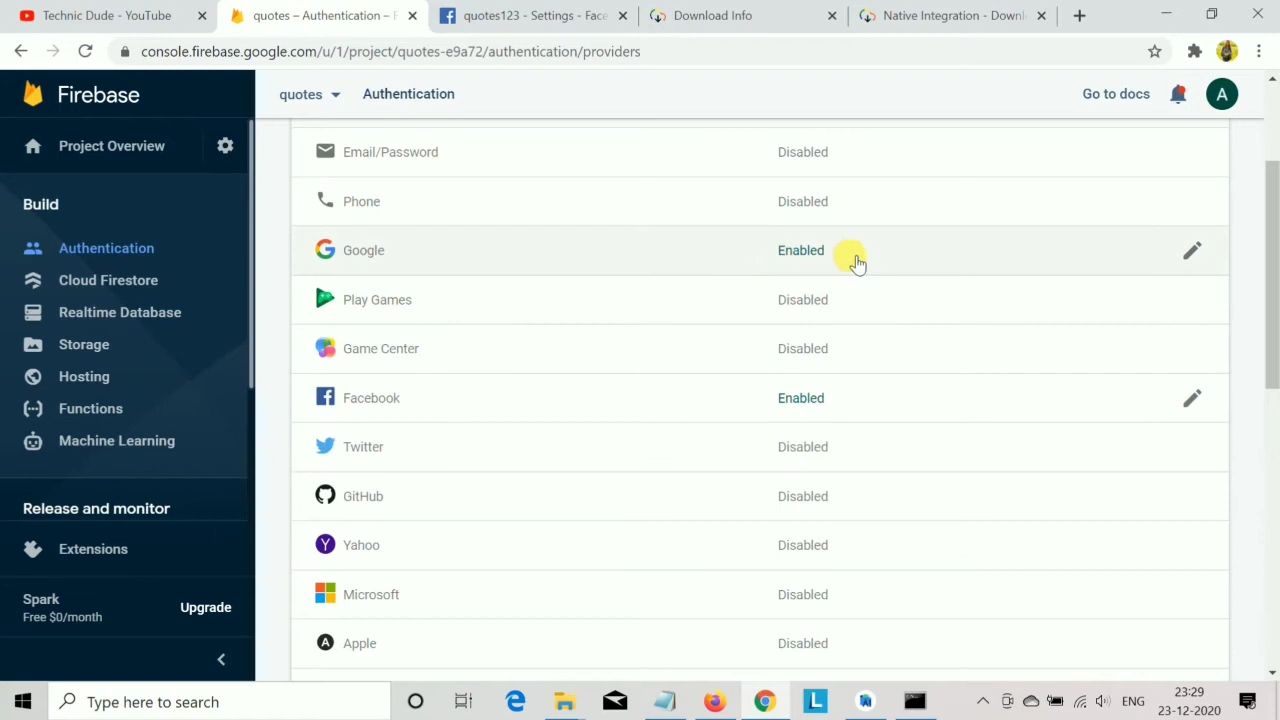 Technic Dude - YouTube
quotes – Authentication – F
quotes123 - Settings - Face
Download Info
Native Integration - Downl
console.firebase.google.com/u/1/project/quotes-e9a72/authentication/providers
Firebase
quotes
Authentication
Go to docs
A
Project Overview
Build
Authentication
Cloud Firestore
Realtime Database
Storage
Hosting
Functions
Machine Learning
Release and monitor
Extensions
Spark
Free $0/month
Upgrade
Email/Password Disabled
Phone Disabled
Google Enabled
Play Games Disabled
Game Center Disabled
Facebook Enabled
Twitter Disabled
GitHub Disabled
Yahoo Disabled
Microsoft Disabled
Apple Disabled
Type here to search
ENG
23:29
23-12-2020